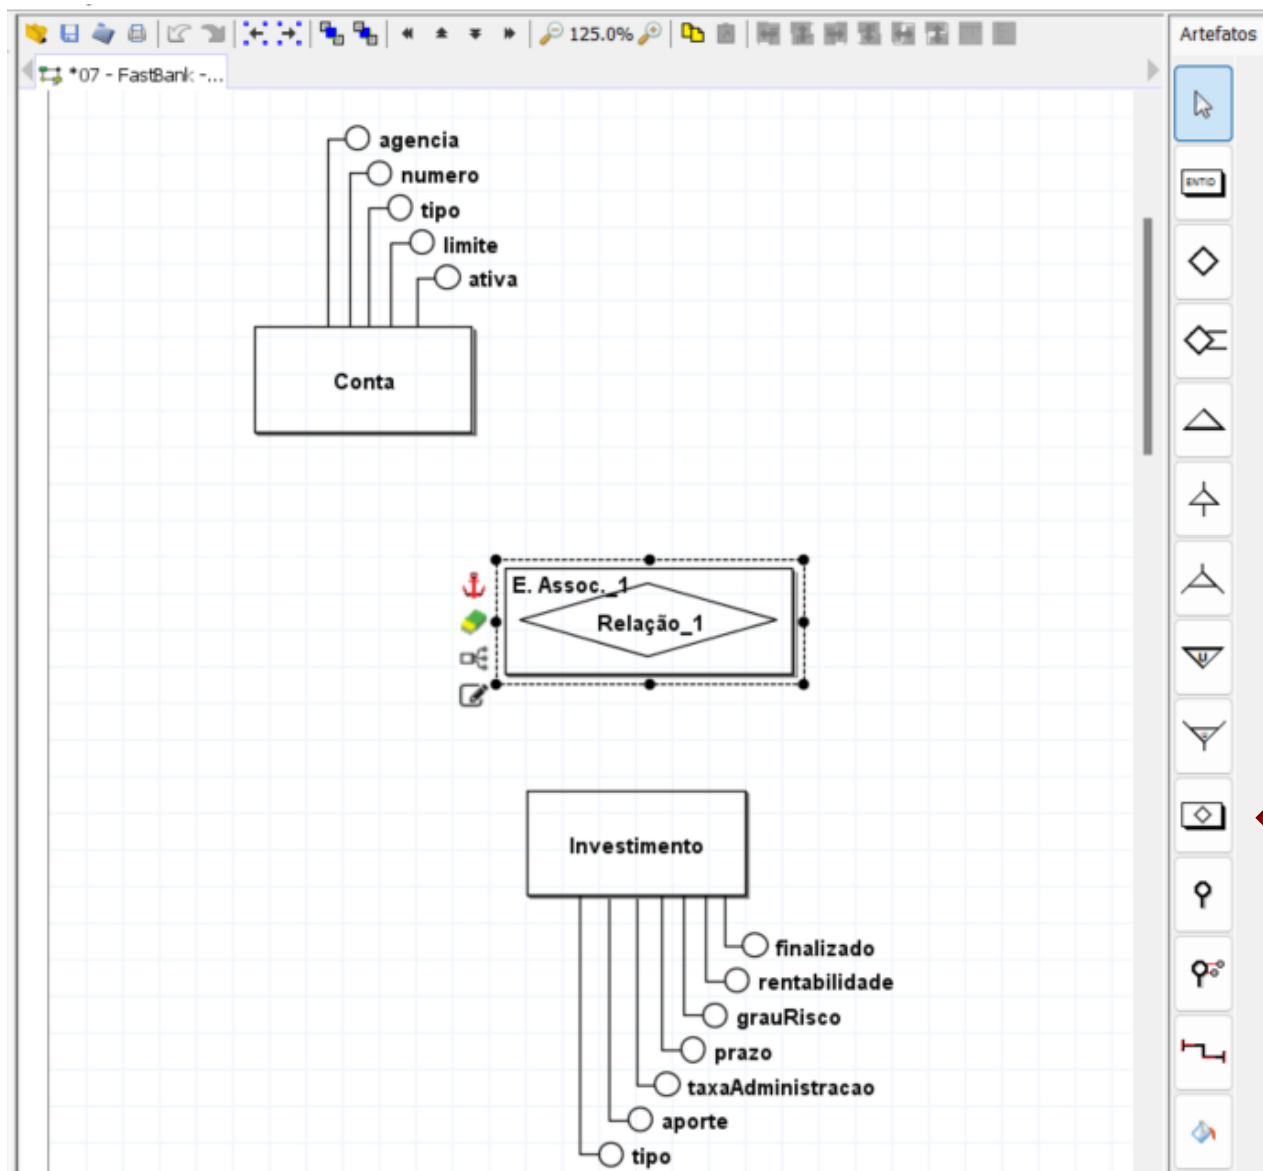 125.0%
Artefatos
*07 - FastBank -...
agencia
numero
tipo
limite
ativa
ENTID
Conta
E. Assoc._1
Relação_1
U
Investimento
finalizado
rentabilidade
grauRisco
prazo
taxaAdministracao
aporte
tipo